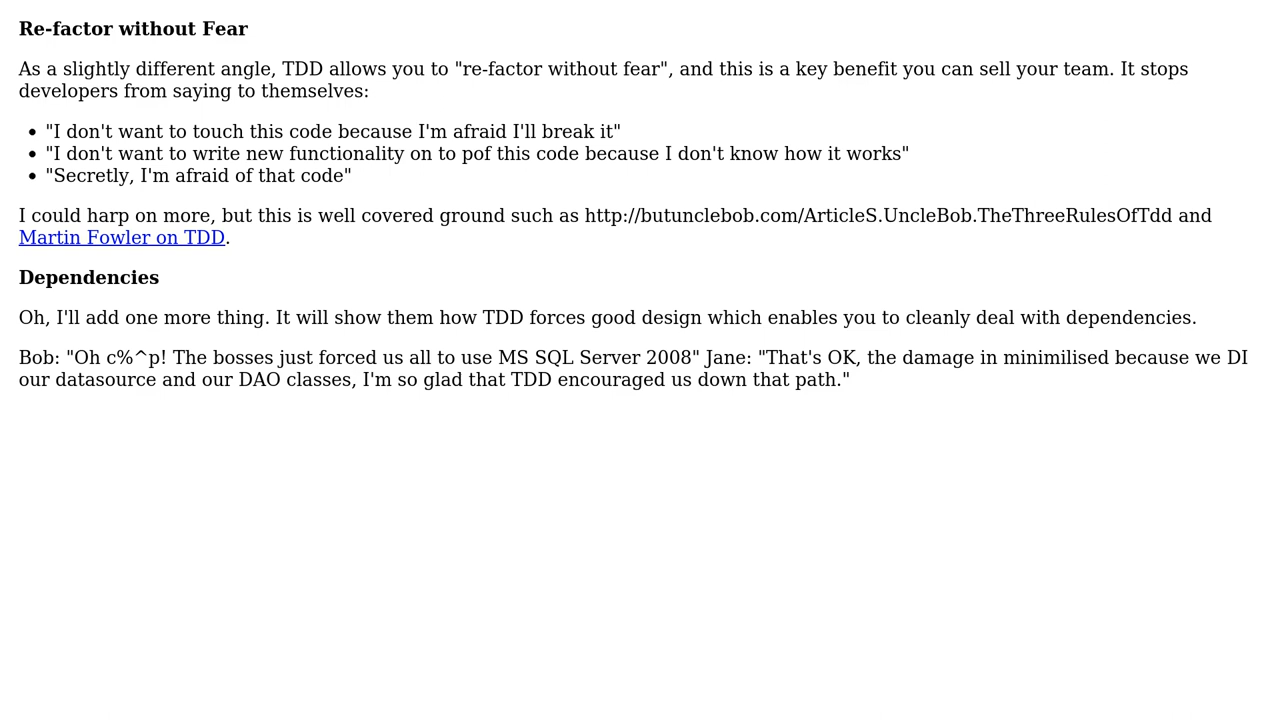 Re-factor without Fear
As a slightly different angle, TDD allows you to "re-factor without fear", and this is a key benefit you can sell your team. It stops
developers from saying to themselves:
• "I don't want to touch this code because I'm afraid I'll break it"
• "I don't want to write new functionality on to pof this code because I don't know how it works"
• "Secretly, I'm afraid of that code"
I could harp on more, but this is well covered ground such as http://butunclebob.com/ArticleS.UncleBob.TheThreeRulesOfTdd and
Martin Fowler on TDD.
Dependencies
Oh, I'll add one more thing. It will show them how TDD forces good design which enables you to cleanly deal with dependencies.
Bob: "Oh c%^p! The bosses just forced us all to use MS SQL Server 2008" Jane: "That's OK, the damage in minimilised because we DI
our datasource and our DAO classes, I'm so glad that TDD encouraged us down that path."